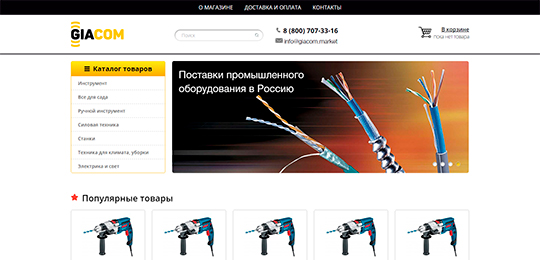 О МАГАЗИНЕ ДОСТАВКА И ОПЛАТА КОНТАКТЫ
GIACOM
Поиск
8 (800) 707-33-16
info@giacom.market
В корзине
пока нет товара
Каталог товаров
Инструмент
Все для сада
Ручной инструмент
Силовая техника
Станки
Техника для климата, уборки
Электрика и свет
Поставки промышленного
оборудования в Россию
Популярные товары